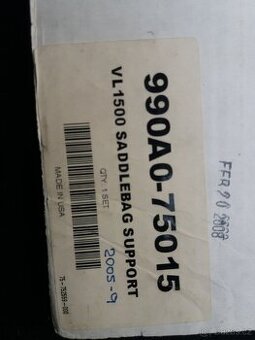 990A0-75015
VL1500 SADDLEBAG SUPPORT
QTY. 1 SET
2005-9
MADE IN USA
FEB 20 2008